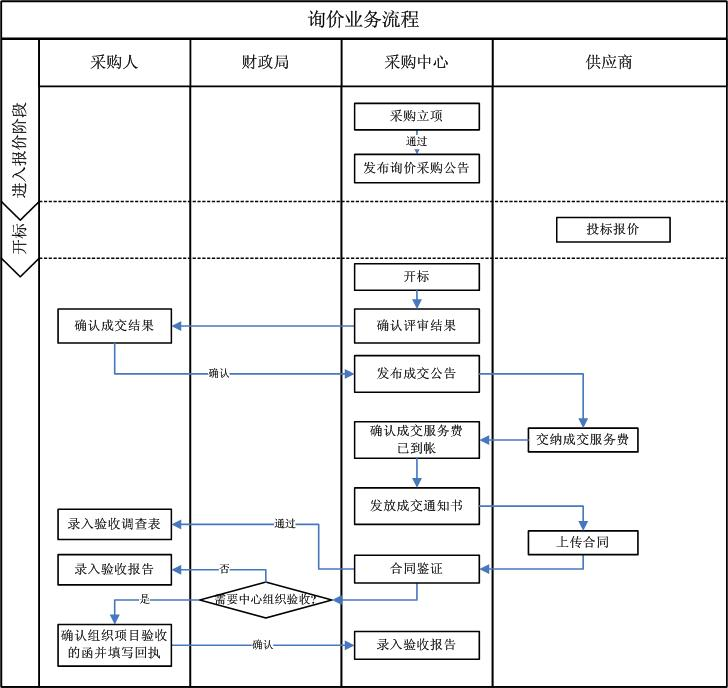 询价业务流程
采购人
财政局
采购中心
供应商
进入报价阶段
采购立项
通过
发布询价采购公告
开标
投标报价
开标
确认成交结果
确认评审结果
确认
发布成交公告
确认成交服务费
已到帐
交纳成交服务费
发放成交通知书
录入验收调查表
通过
上传合同
录入验收报告
否
合同鉴证
是
需要中心组织验收?
确认组织项目验收
的函并填写回执
确认
录入验收报告